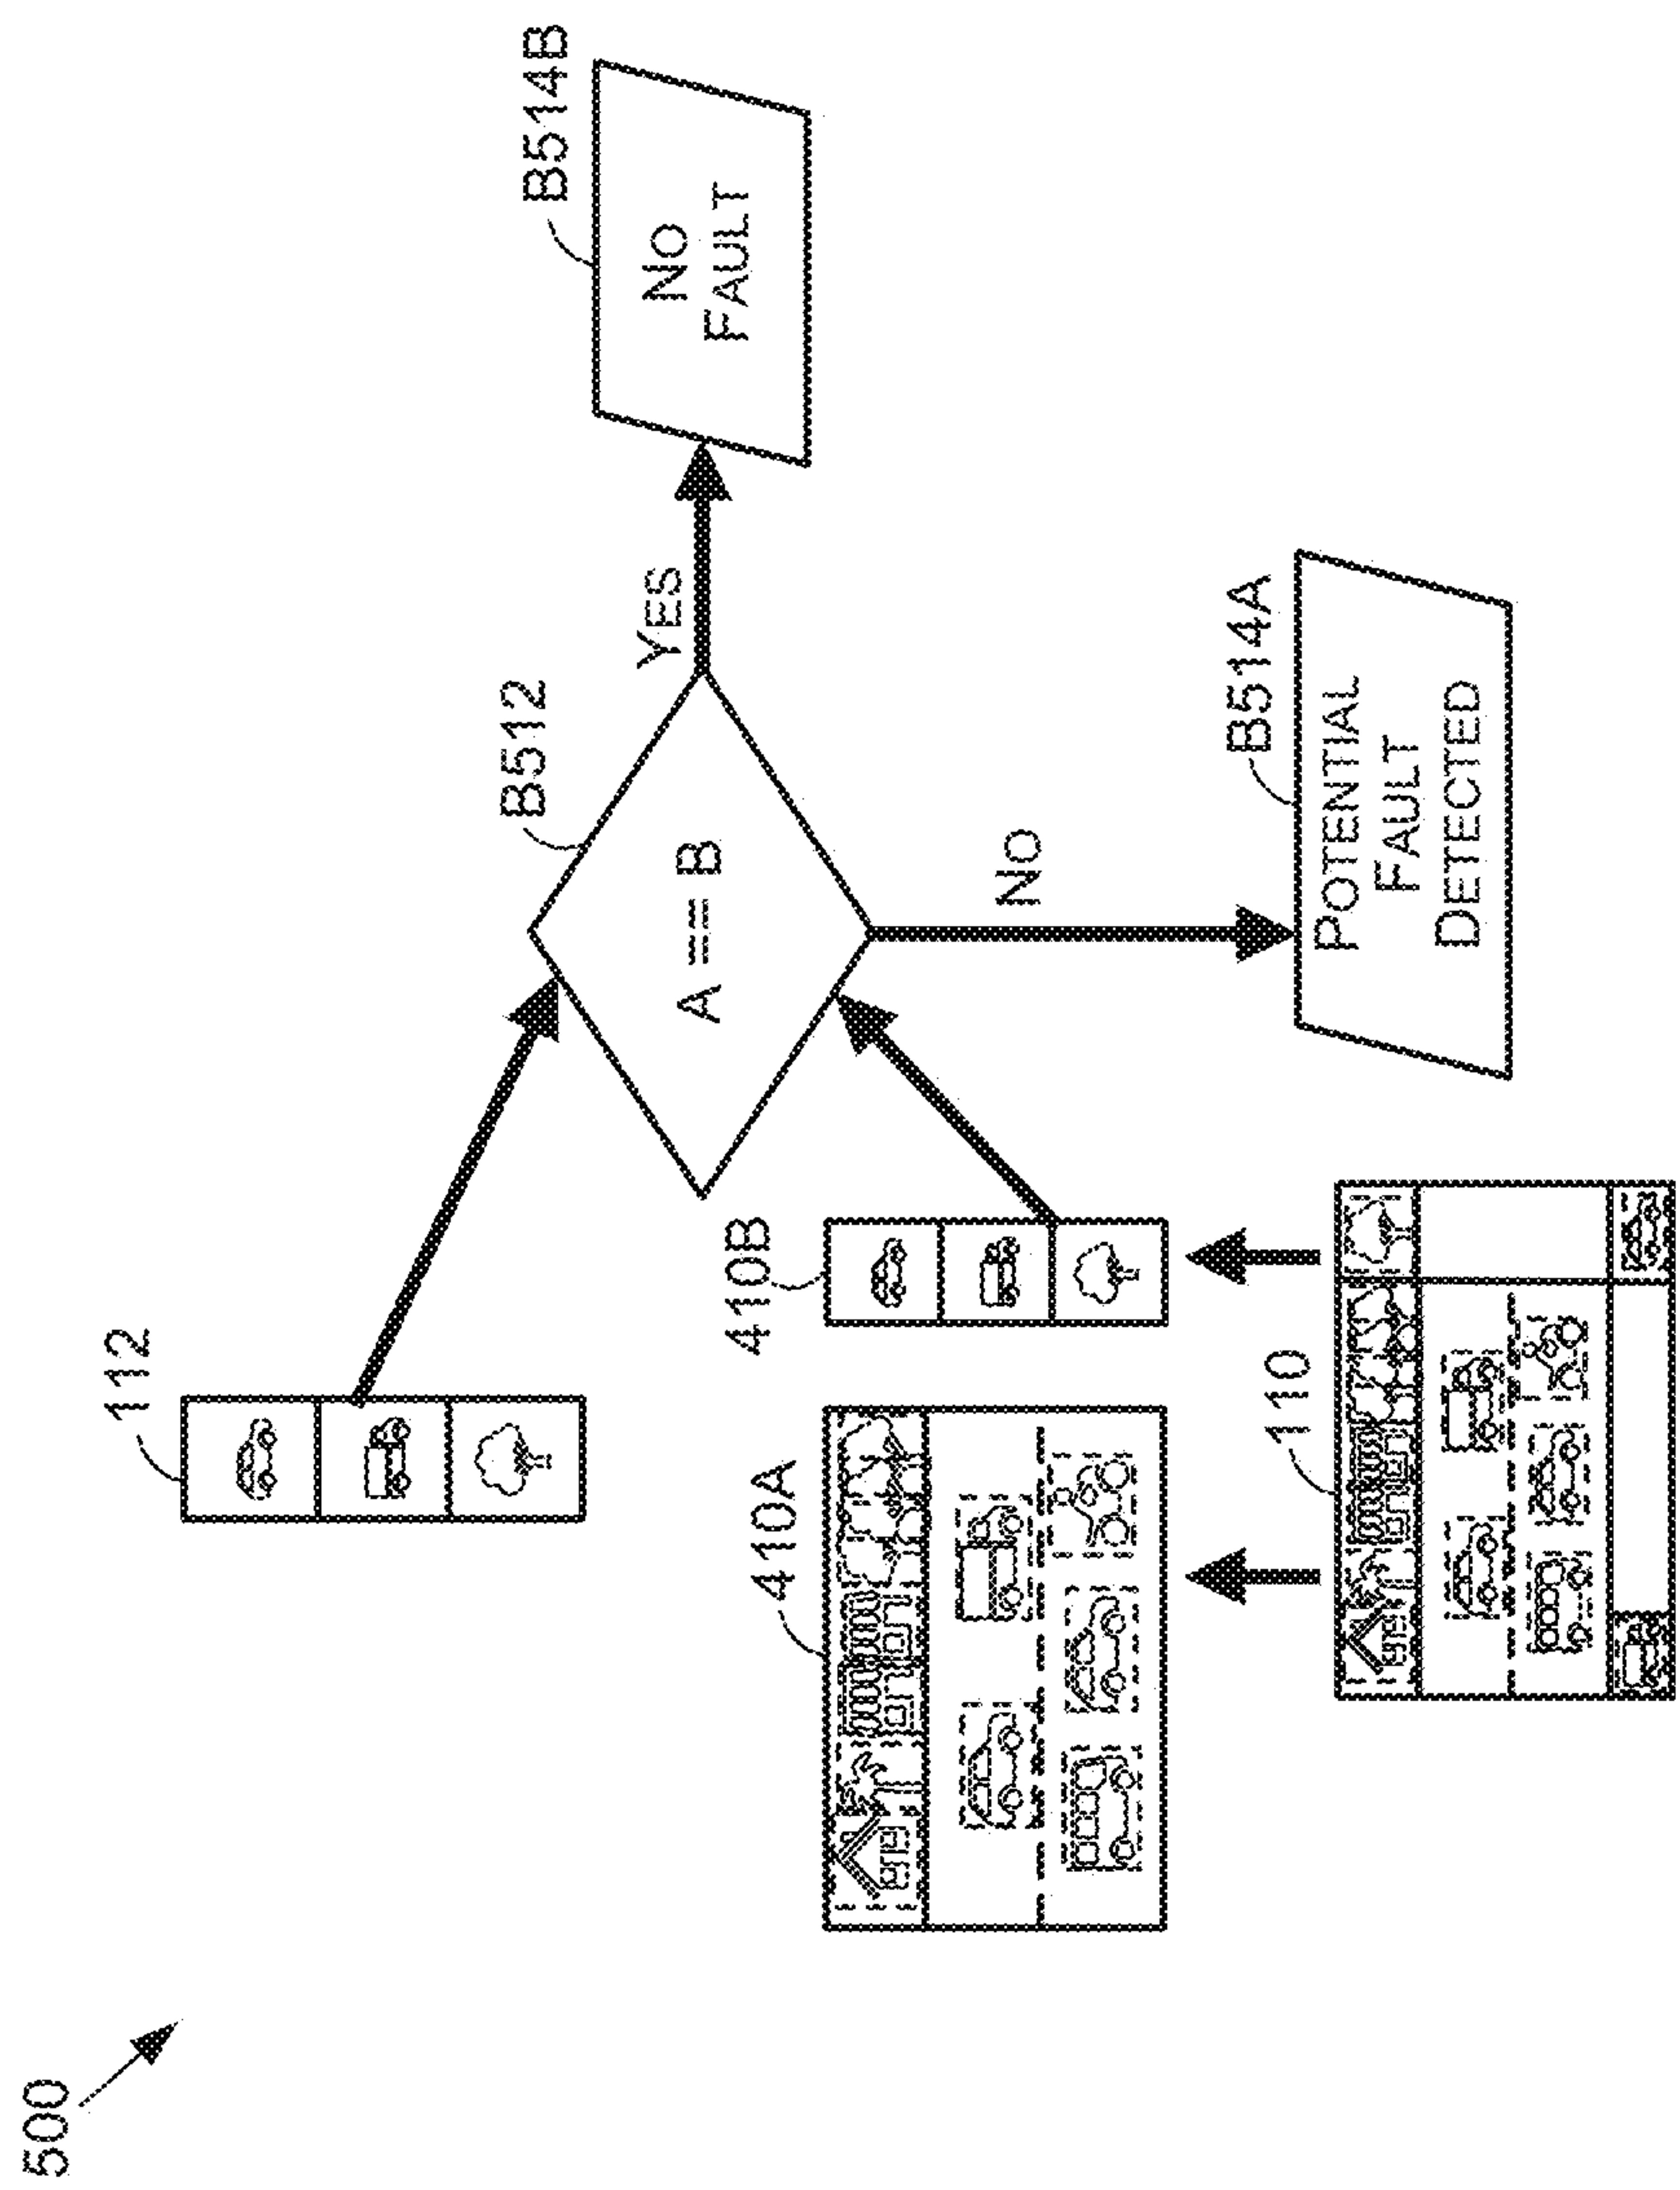 500
112
B512
A == B
YES
B514B
NO
FAULT
410A
410B
NO
B514A
POTENTIAL
FAULT
DETECTED
110